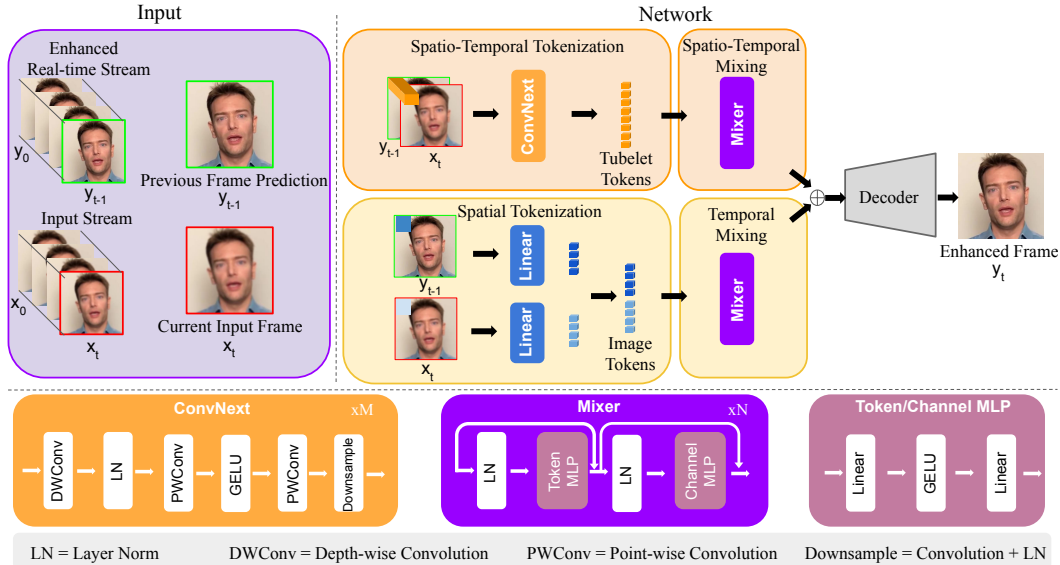 Input
Network
Enhanced
Real-time Stream
y0
yt-1
Previous Frame Prediction
yt-1
Input Stream
x0
xt
Current Input Frame
xt
Spatio-Temporal Tokenization
yt-1
xt
ConvNext
Tubelet
Tokens
Spatio-Temporal
Mixing
Mixer
Spatial Tokenization
yt-1
Linear
xt
Linear
Image
Tokens
Temporal
Mixing
Mixer
Decoder
Enhanced Frame
yt
ConvNext
xM
DWConv
LN
PWConv
GELU
PWConv
Downsample
Mixer
xN
LN
Token
MLP
LN
Channel
MLP
Token/Channel MLP
Linear
GELU
Linear
LN = Layer Norm
DWConv = Depth-wise Convolution
PWConv = Point-wise Convolution
Downsample = Convolution + LN